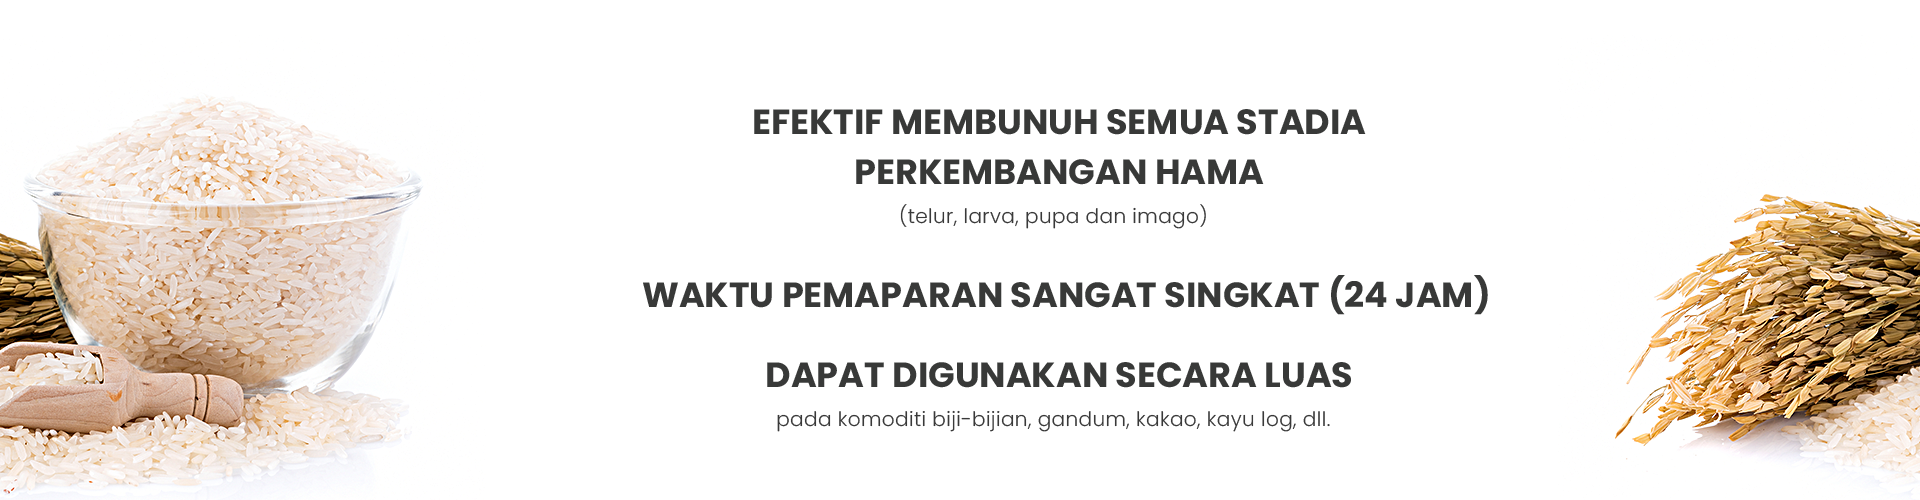 EFEKTIF MEMBUNUH SEMUA STADIA
PERKEMBANGAN HAMA
(telur, larva, pupa dan imago)
WAKTU PEMAPARAN SANGAT SINGKAT (24 JAM)
DAPAT DIGUNAKAN SECARA LUAS
pada komoditi biji-bijian, gandum, kakao, kayu log, dll.